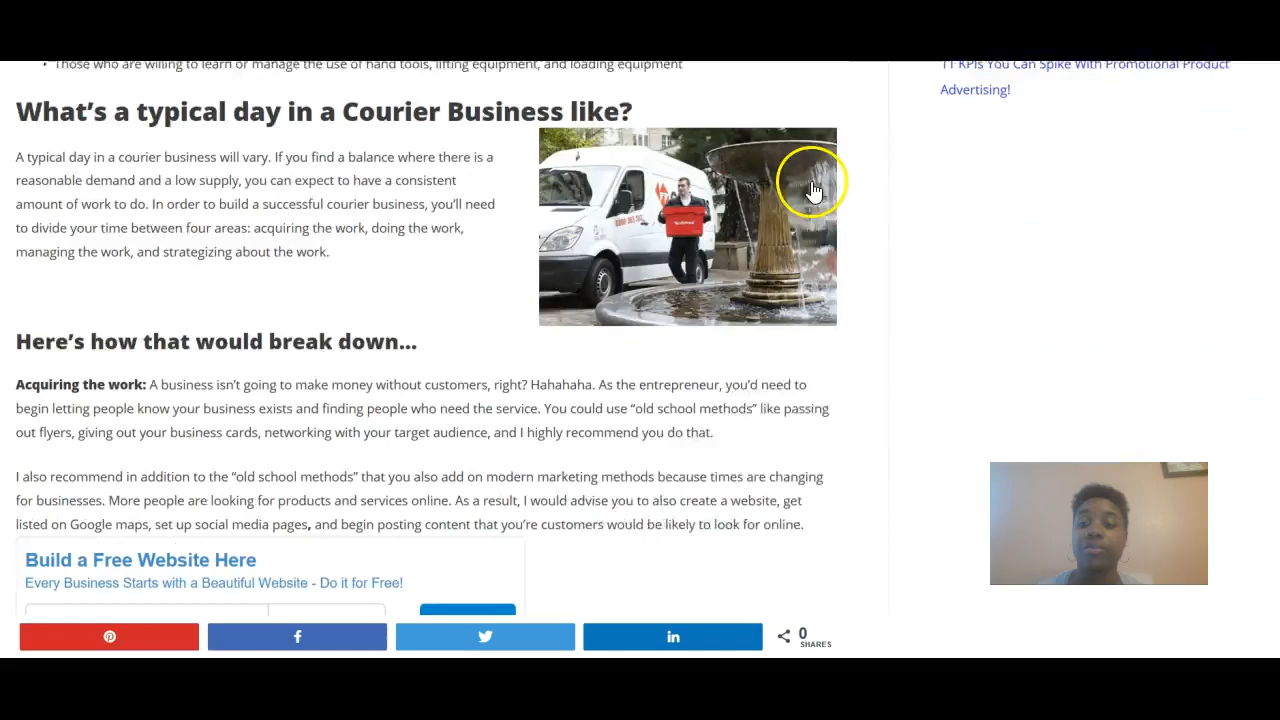 • Those who are willing to learn or manage the use of hand tools, lifting equipment, and loading equipment
11 KPIs You Can Spike With Promotional Product
Advertising!
What's a typical day in a Courier Business like?
A typical day in a courier business will vary. If you find a balance where there is a
reasonable demand and a low supply, you can expect to have a consistent
amount of work to do. In order to build a successful courier business, you'll need
to divide your time between four areas: acquiring the work, doing the work,
managing the work, and strategizing about the work.
Here's how that would break down...
Acquiring the work: A business isn't going to make money without customers, right? Hahahaha. As the entrepreneur, you'd need to
begin letting people know your business exists and finding people who need the service. You could use “old school methods” like passing
out flyers, giving out your business cards, networking with your target audience, and I highly recommend you do that.
I also recommend in addition to the “old school methods” that you also add on modern marketing methods because times are changing
for businesses. More people are looking for products and services online. As a result, I would advise you to also create a website, get
listed on Google maps, set up social media pages, and begin posting content that you're customers would be likely to look for online.
Build a Free Website Here
Every Business Starts with a Beautiful Website - Do it for Free!
0
SHARES